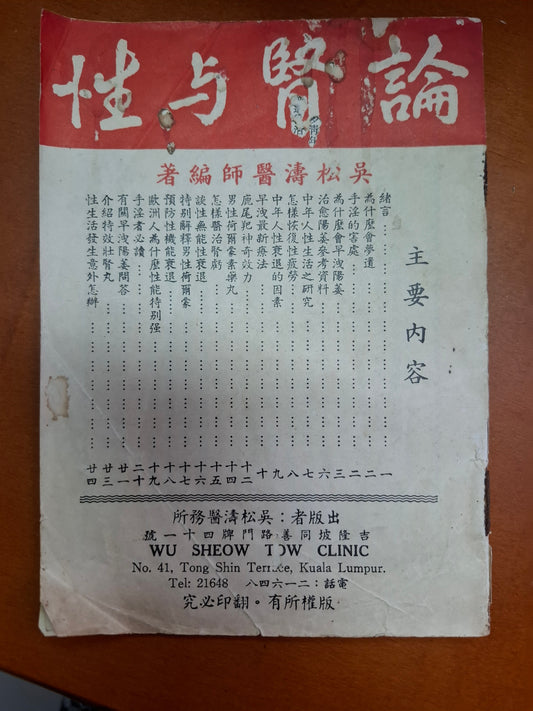 論腎与性
吳松濤醫師編著
主要內容
緒言……一
為什麼會夢遺……二
手淫的害處……二
為什麼會早洩陽萎……三
治愈陽萎參考資料……六
中年人性生活之研究……七
怎樣恢復性疲勞……八
中年人性衰退的因素……九
早洩最新療法……十
鹿尾神奇效力……十二
男性荷爾蒙素藥丸……十四
怎樣醫治腎虧……十五
談性無能性衰退……十六
特別解釋男性荷爾蒙……十七
預防性機能衰退……十八
歐洲人為什麼性能特別强……十九
手淫者必讀……二十
有關早洩陽萎問答……廿一
介紹特效壯腎丸……廿三
性生活發生意外怎辦……廿四
出版者：吳松濤醫務所
吉隆坡同善路門牌四十一號
WU SHEOW TOW CLINIC
No. 41, Tong Shin Terrace, Kuala Lumpur.
Tel: 21648 電話：二一六四八
版權所有。翻印必究